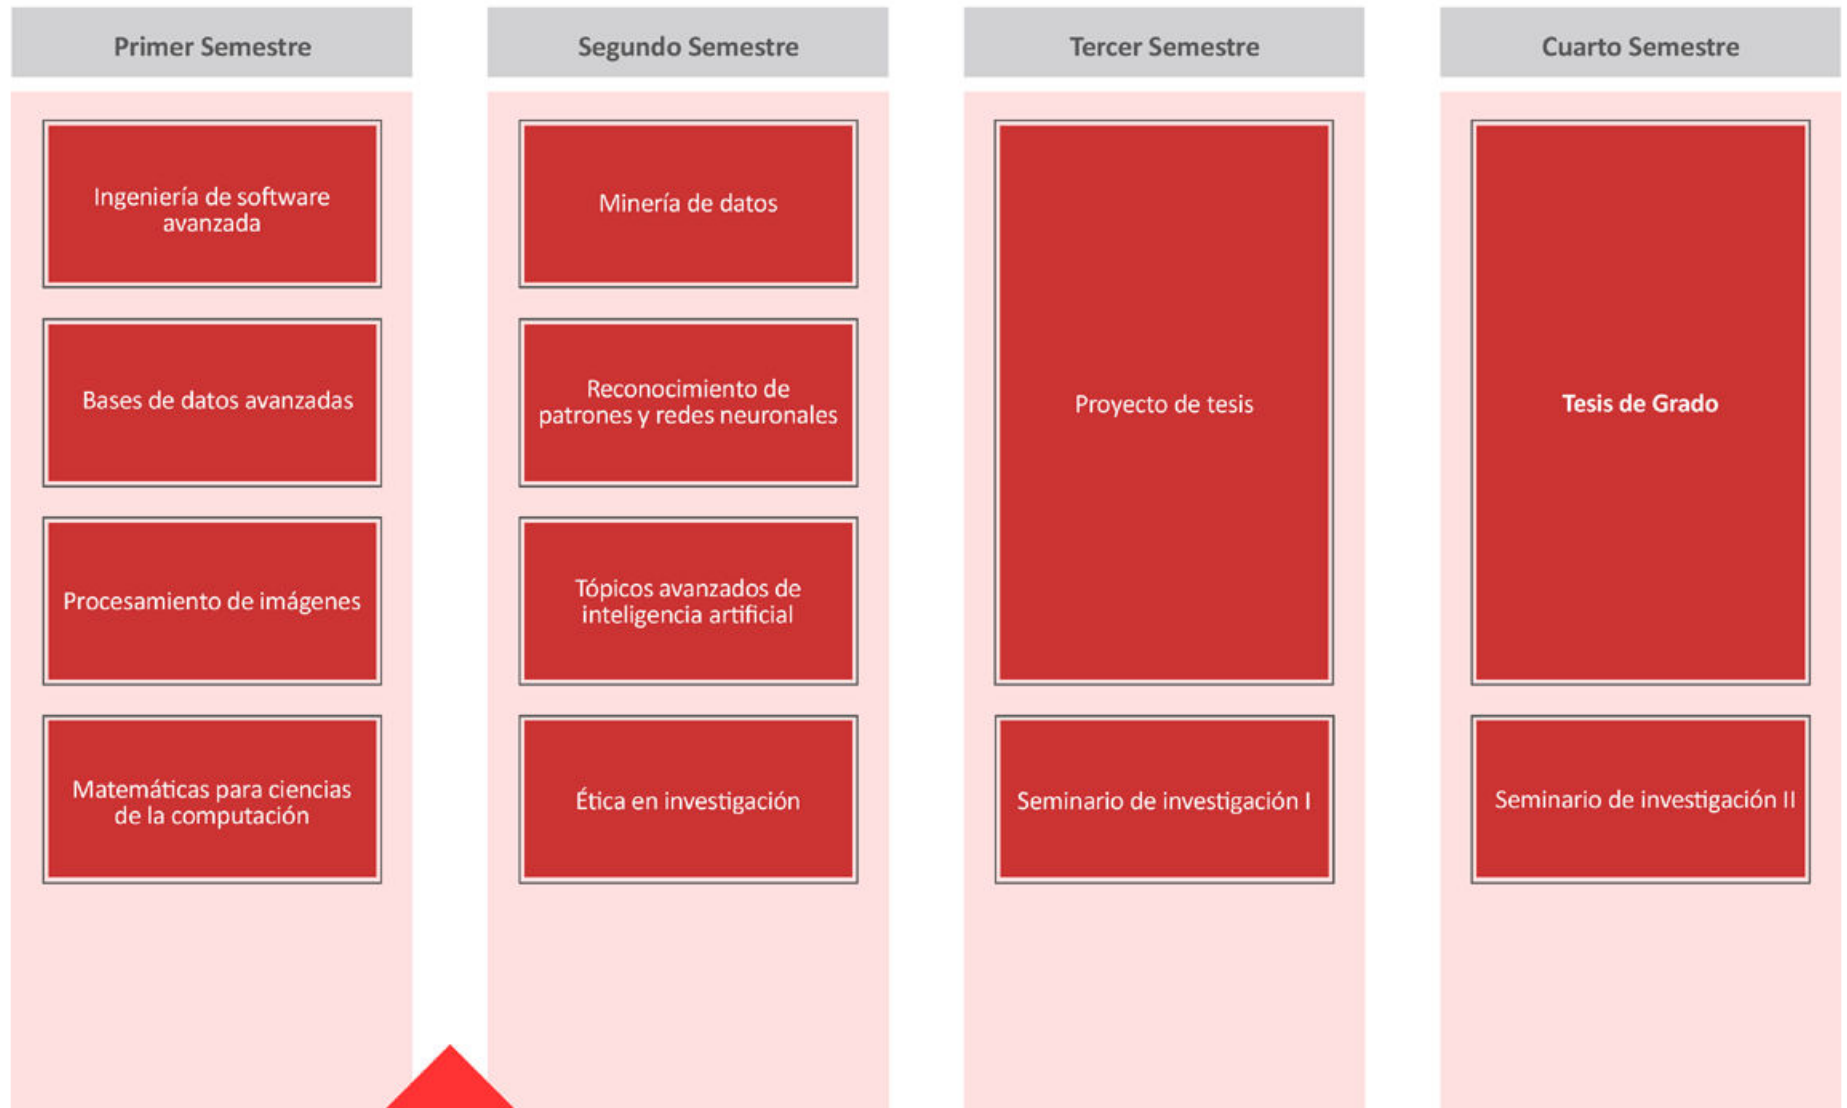 Primer Semestre
Ingeniería de software
avanzada
Bases de datos avanzadas
Procesamiento de imágenes
Matemáticas para ciencias
de la computación
Segundo Semestre
Minería de datos
Reconocimiento de
patrones y redes neuronales
Tópicos avanzados de
inteligencia artificial
Ética en investigación
Tercer Semestre
Proyecto de tesis
Seminario de investigación I
Cuarto Semestre
Tesis de Grado
Seminario de investigación II